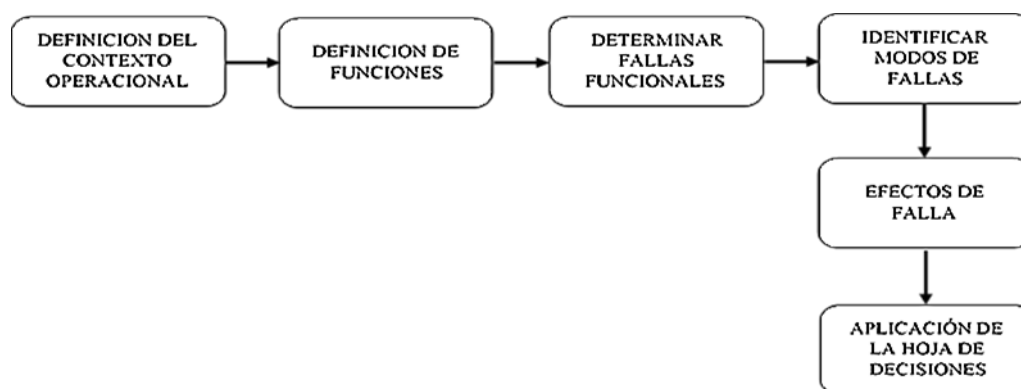 DEFINICION DEL
CONTEXTO
OPERACIONAL
DEFINICION DE
FUNCIONES
DETERMINAR
FALLAS
FUNCIONALES
IDENTIFICAR
MODOS DE
FALLAS
EFECTOS DE
FALLA
APLICACIÓN DE
LA HOJA DE
DECISIONES